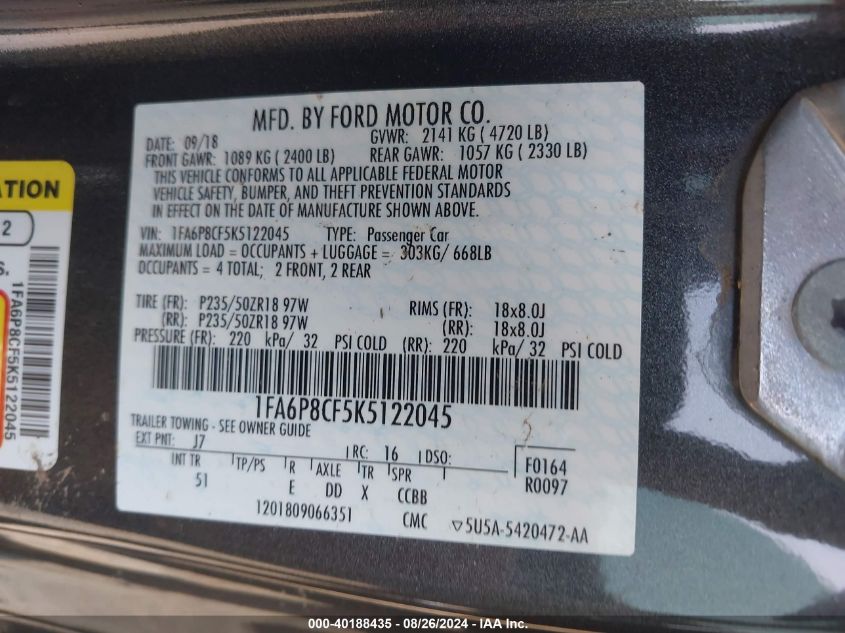 MFD. BY FORD MOTOR CO.
DATE: 09/18 GVWR: 2141 KG ( 4720 LB)
FRONT GAWR: 1089 KG ( 2400 LB) REAR GAWR: 1057 KG ( 2330 LB)
THIS VEHICLE CONFORMS TO ALL APPLICABLE FEDERAL MOTOR
VEHICLE SAFETY, BUMPER, AND THEFT PREVENTION STANDARDS
IN EFFECT ON THE DATE OF MANUFACTURE SHOWN ABOVE.
VIN: 1FA6P8CF5K5122045 TYPE: Passenger Car
MAXIMUM LOAD = OCCUPANTS + LUGGAGE = 303KG/ 668LB
OCCUPANTS = 4 TOTAL; 2 FRONT, 2 REAR
TIRE (FR): P235/50ZR18 97W RIMS (FR): 18x8.0J
(RR): P235/50ZR18 97W (RR): 18x8.0J
PRESSURE (FR): 220 kPa/ 32 PSI COLD (RR): 220 kPa/ 32 PSI COLD
1FA6P8CF5K5122045
TRAILER TOWING - SEE OWNER GUIDE
EXT PNT: J7 RC: 16 DSO: F0164
INT TR TP/PS R AXLE TR SPR R0097
51 E DD X CCBB
1201809066351 CMC ▽5U5A-5420472-AA
ATION
2
S. 1FA6P8CF5K5122045
000-40188435 - 08/26/2024 - IAA Inc.